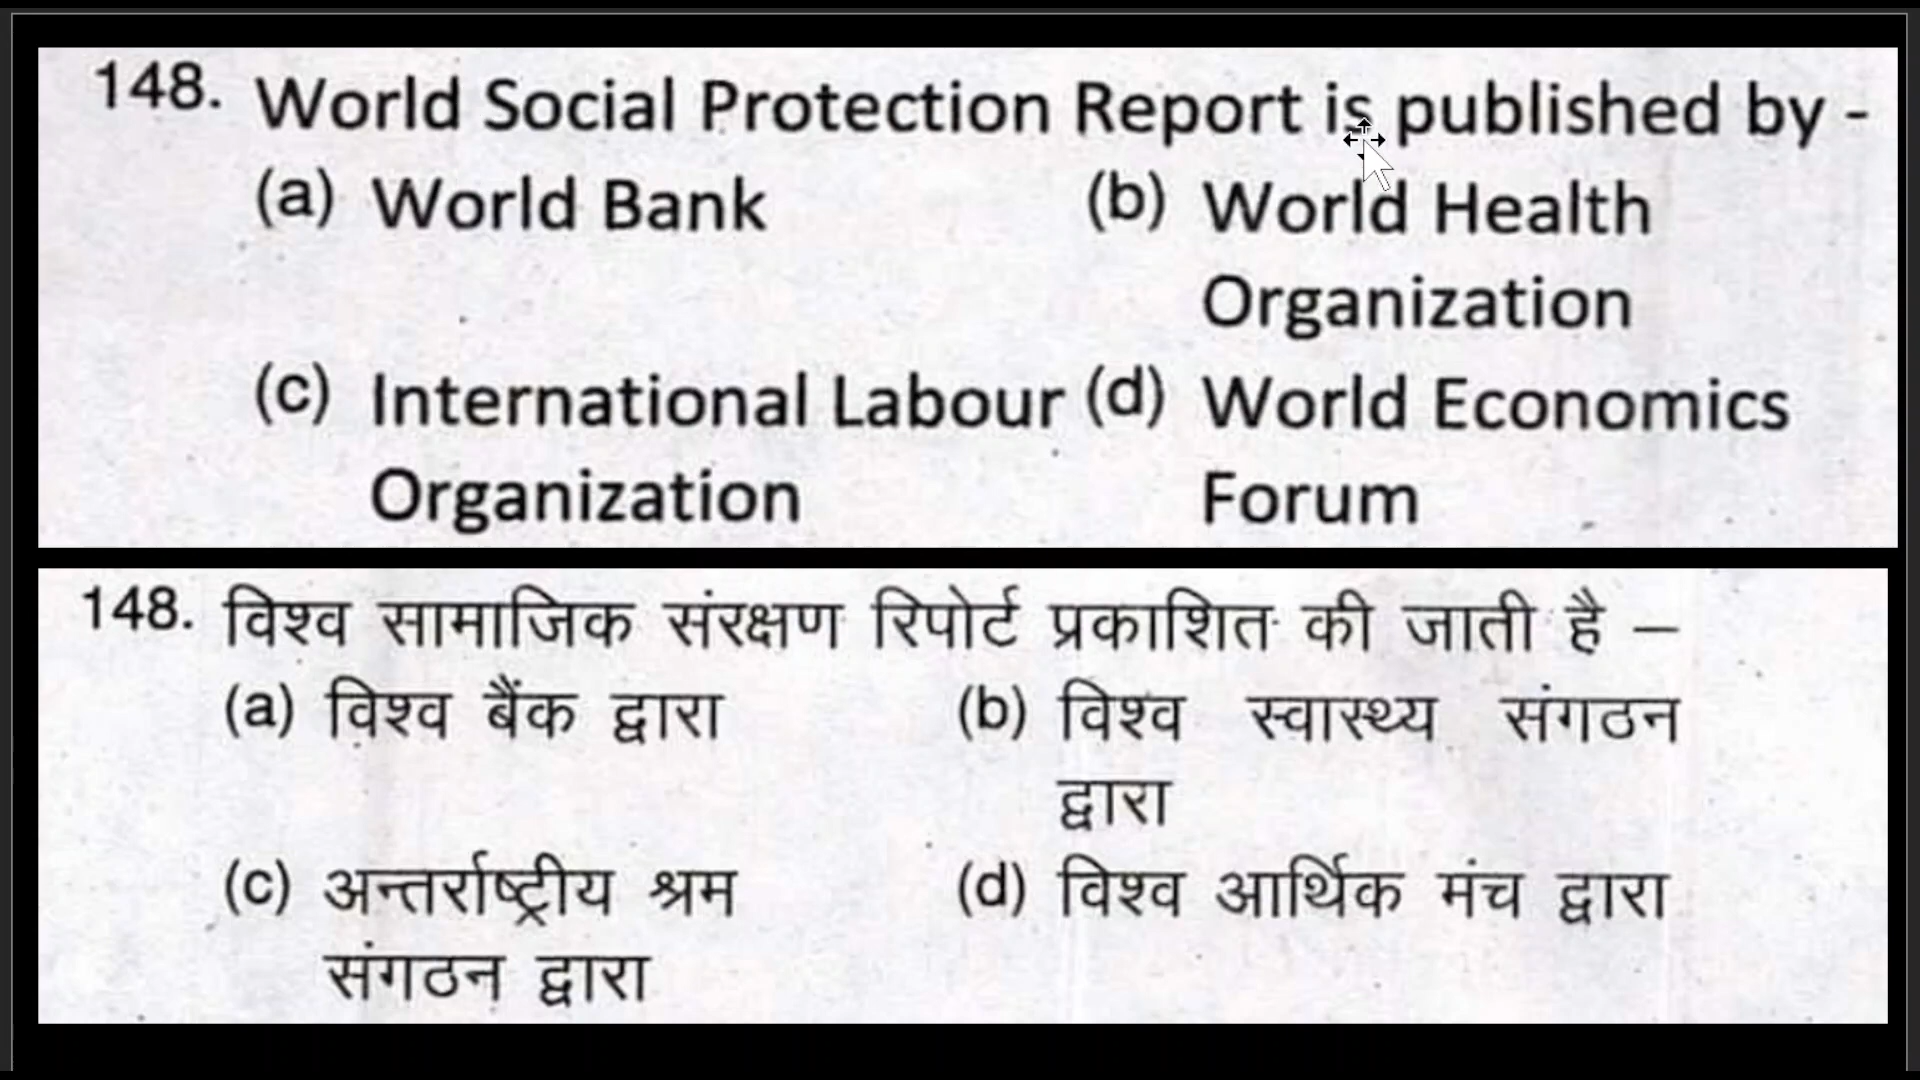 148. World Social Protection Report is published by -
(a) World Bank (b) World Health
Organization
(c) International Labour (d) World Economics
Organization Forum
148. विश्व सामाजिक संरक्षण रिपोर्ट प्रकाशित की जाती है –
(a) विश्व बैंक द्वारा (b) विश्व स्वास्थ्य संगठन
द्वारा
(c) अन्तर्राष्ट्रीय श्रम (d) विश्व आर्थिक मंच द्वारा
संगठन द्वारा